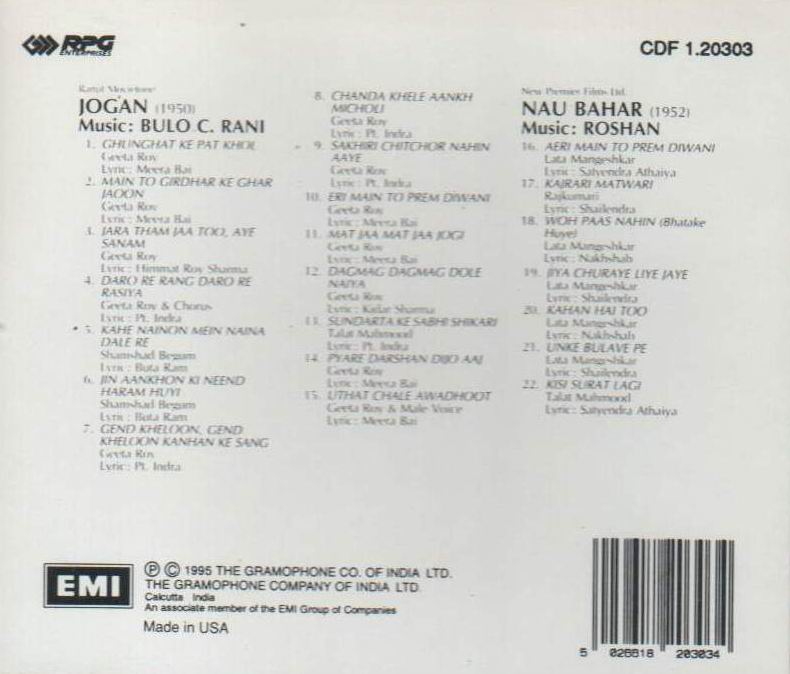 RPG
ENTERPRISES
CDF 1.20303
Ranjit Movietone
JOGAN (1950)
Music: BULO C. RANI
1. GHUNGHAT KE PAT KHOL
Geeta Roy
Lyric: Meera Bai
2. MAIN TO GIRDHAR KE GHAR
JAOON
Geeta Roy
Lyric: Meera Bai
3. JARA THAM JAA TOO, AYE
SANAM
Geeta Roy
Lyric: Himmat Roy Sharma
4. DARO RE RANG DARO RE
RASIYA
Geeta Roy & Chorus
Lyric: Pt. Indra
5. KAHE NAINON MEIN NAINA
DALE RE
Shamshad Begum
Lyric: Buta Ram
6. JIN AANKHON KI NEEND
HARAM HUYI
Shamshad Begum
Lyric: Buta Ram
7. GEND KHELOON, GEND
KHELOON KANHAN KE SANG
Geeta Roy
Lyric: Pt. Indra
8. CHANDA KHELE AANKH
MICHOLI
Geeta Roy
Lyric: Pt. Indra
9. SAKHIRI CHITCHOR NAHIN
AAYE
Geeta Roy
Lyric: Pt. Indra
10. ERI MAIN TO PREM DIWANI
Geeta Roy
Lyric: Meera Bai
11. MAT JAA MAT JAA JOGI
Geeta Roy
Lyric: Meera Bai
12. DAGMAG DAGMAG DOLE
NAIYA
Geeta Roy
Lyric: Kidar Sharma
13. SUNDARTA KE SABHI SHIKARI
Talat Mahmood
Lyric: Pt. Indra
14. PYARE DARSHAN DIJO AAJ
Geeta Roy
Lyric: Meera Bai
15. UTHAT CHALE AWADHOOT
Geeta Roy & Male Voice
Lyric: Meera Bai
New Premier Films Ltd.
NAU BAHAR (1952)
Music: ROSHAN
16. AERI MAIN TO PREM DIWANI
Lata Mangeshkar
Lyric: Satyendra Athaiya
17. KAJRARI MATWARI
Rajkumari
Lyric: Shailendra
18. WOH PAAS NAHIN (Bhatake
Huye)
Lata Mangeshkar
Lyric: Nakhshab
19. JIYA CHURAYE LIYE JAYE
Lata Mangeshkar
Lyric: Shailendra
20. KAHAN HAI TOO
Lata Mangeshkar
Lyric: Nakhshab
21. UNKE BULAVE PE
Lata Mangeshkar
Lyric: Shailendra
22. KISI SURAT LAGI
Talat Mahmood
Lyric: Satyendra Athaiya
EMI
Ⓟ © 1995 THE GRAMOPHONE CO. OF INDIA LTD.
THE GRAMOPHONE COMPANY OF INDIA LTD.
Calcutta India
An associate member of the EMI Group of Companies
Made in USA
5 026618 203034